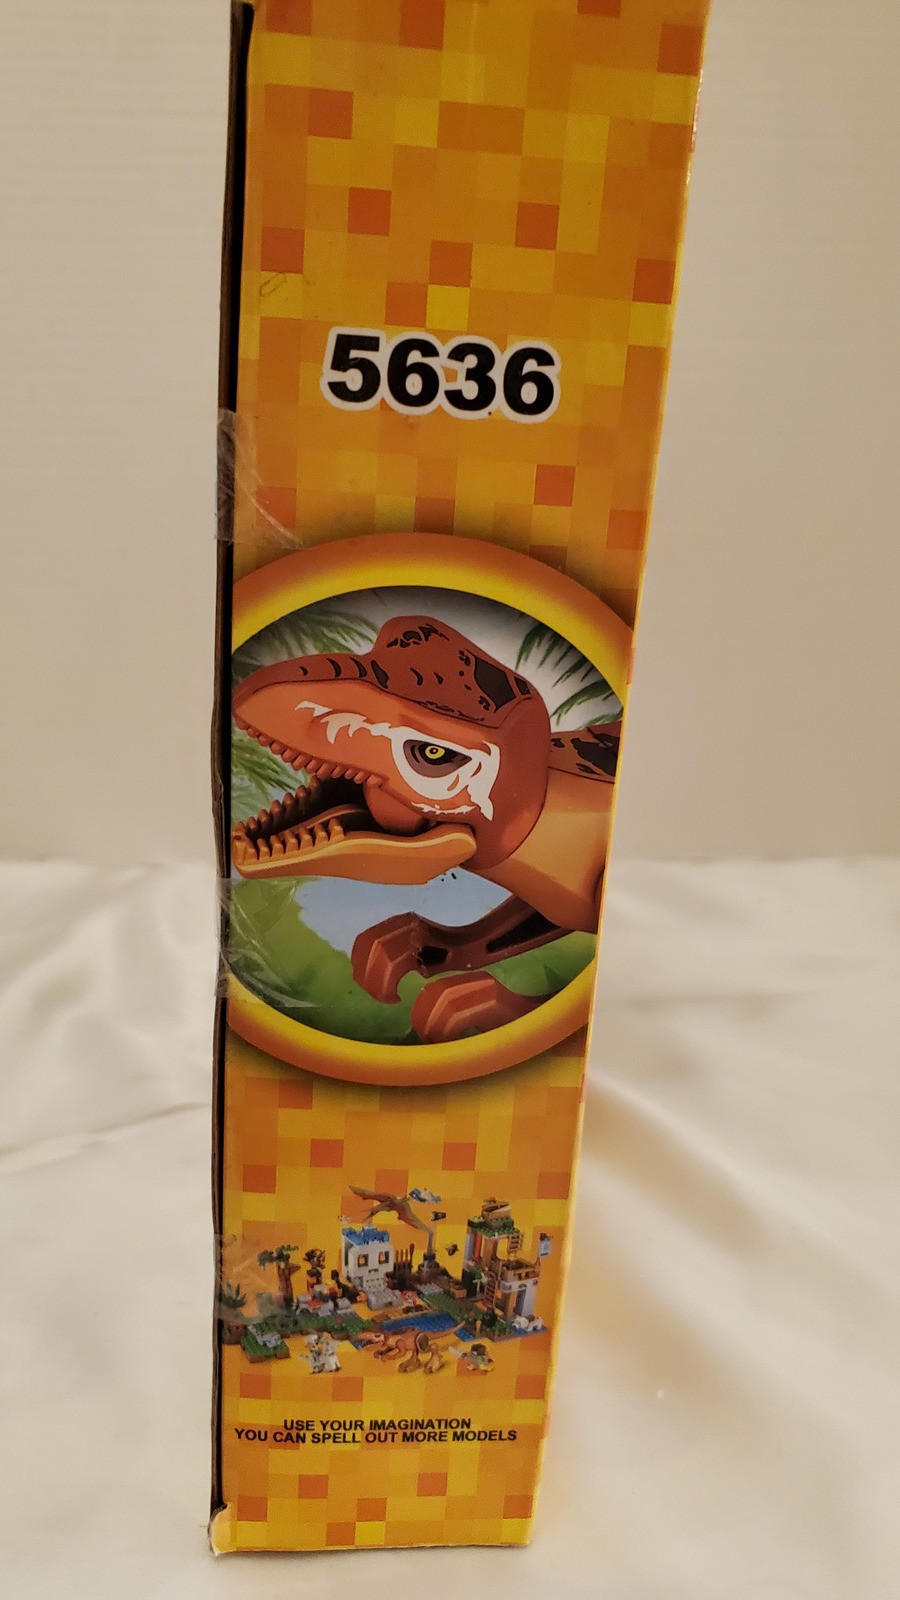 5636
USE YOUR IMAGINATION
YOU CAN SPELL OUT MORE MODELS